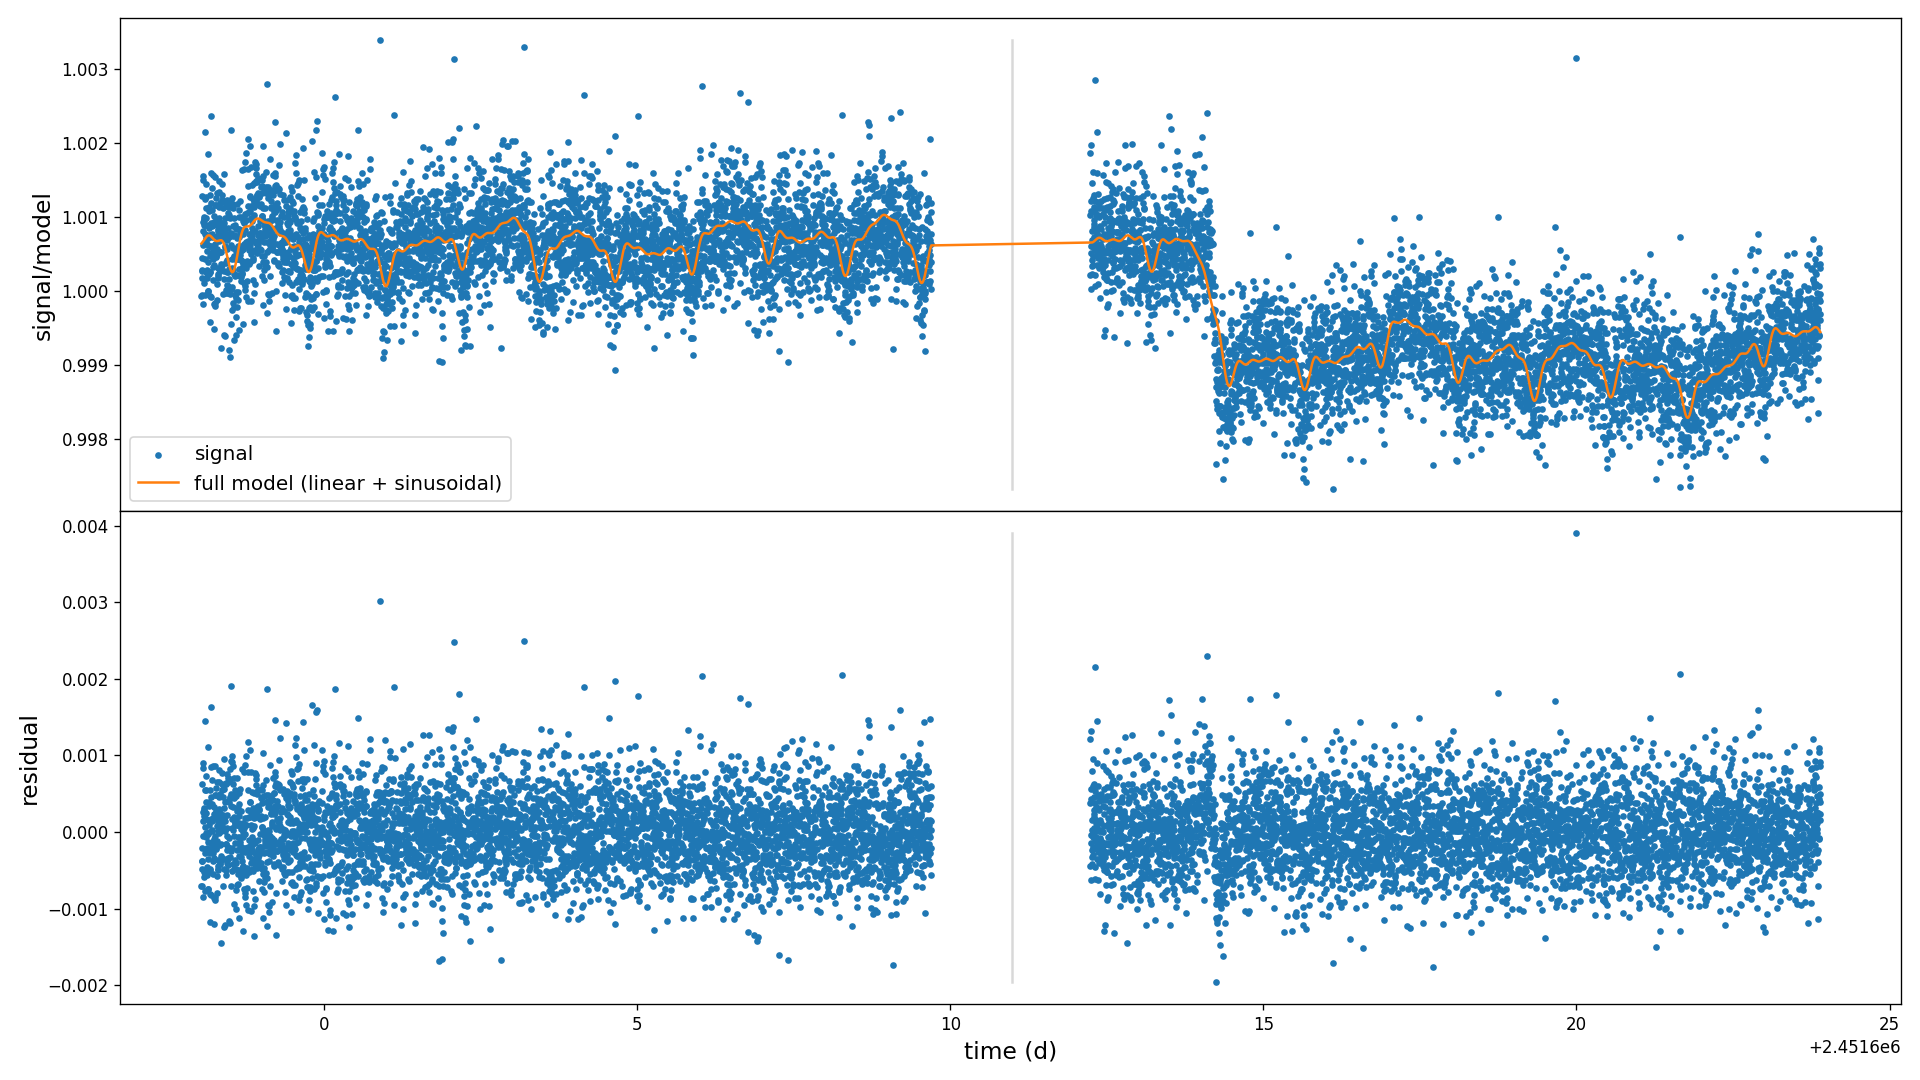 1.003
1.002
1.001
1.000
0.999
0.998
signal/model
signal
full model (linear + sinusoidal)
0.004
0.003
0.002
0.001
0.000
−0.001
−0.002
residual
0 5 10 15 20 25
time (d)
+2.4516e6